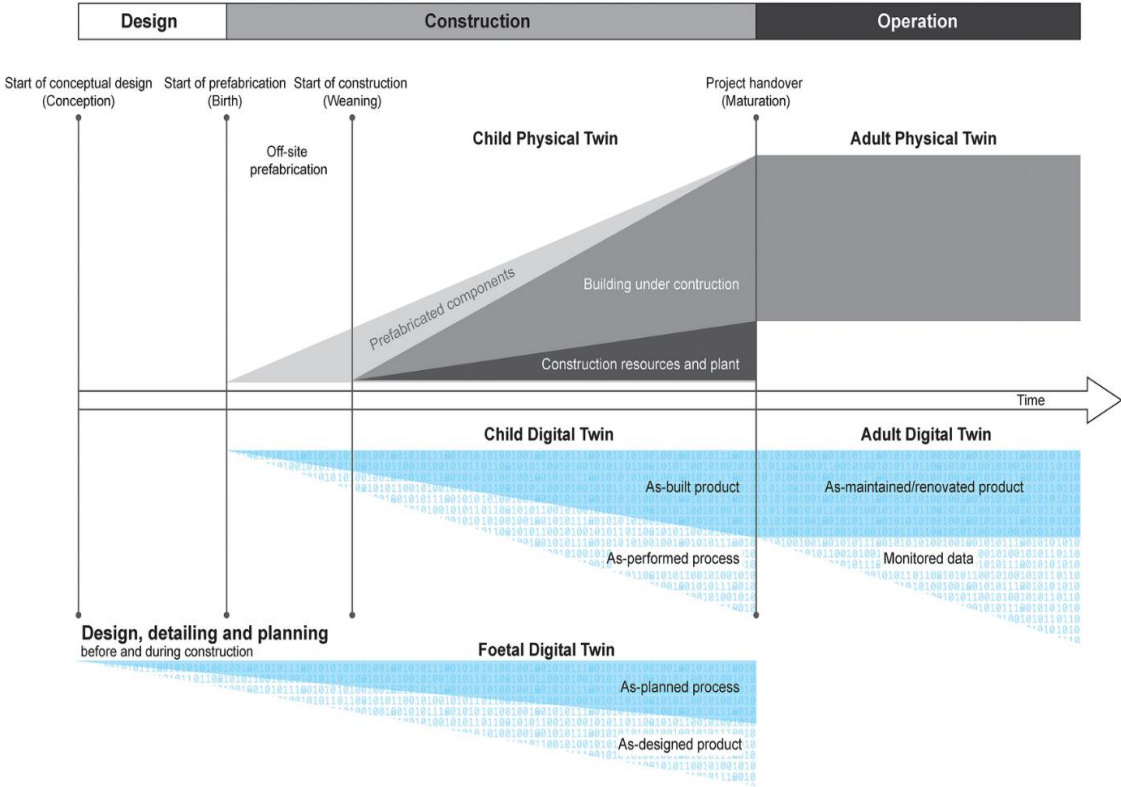 Design
Construction
Operation
Start of conceptual design
(Conception)
Start of prefabrication
(Birth)
Start of construction
(Weaning)
Project handover
(Maturation)
Off-site
prefabrication
Child Physical Twin
Adult Physical Twin
Prefabricated components
Building under contruction
Construction resources and plant
Time
Child Digital Twin
Adult Digital Twin
As-built product
As-maintained/renovated product
As-performed process
Monitored data
Design, detailing and planning
before and during construction
Foetal Digital Twin
As-planned process
As-designed product